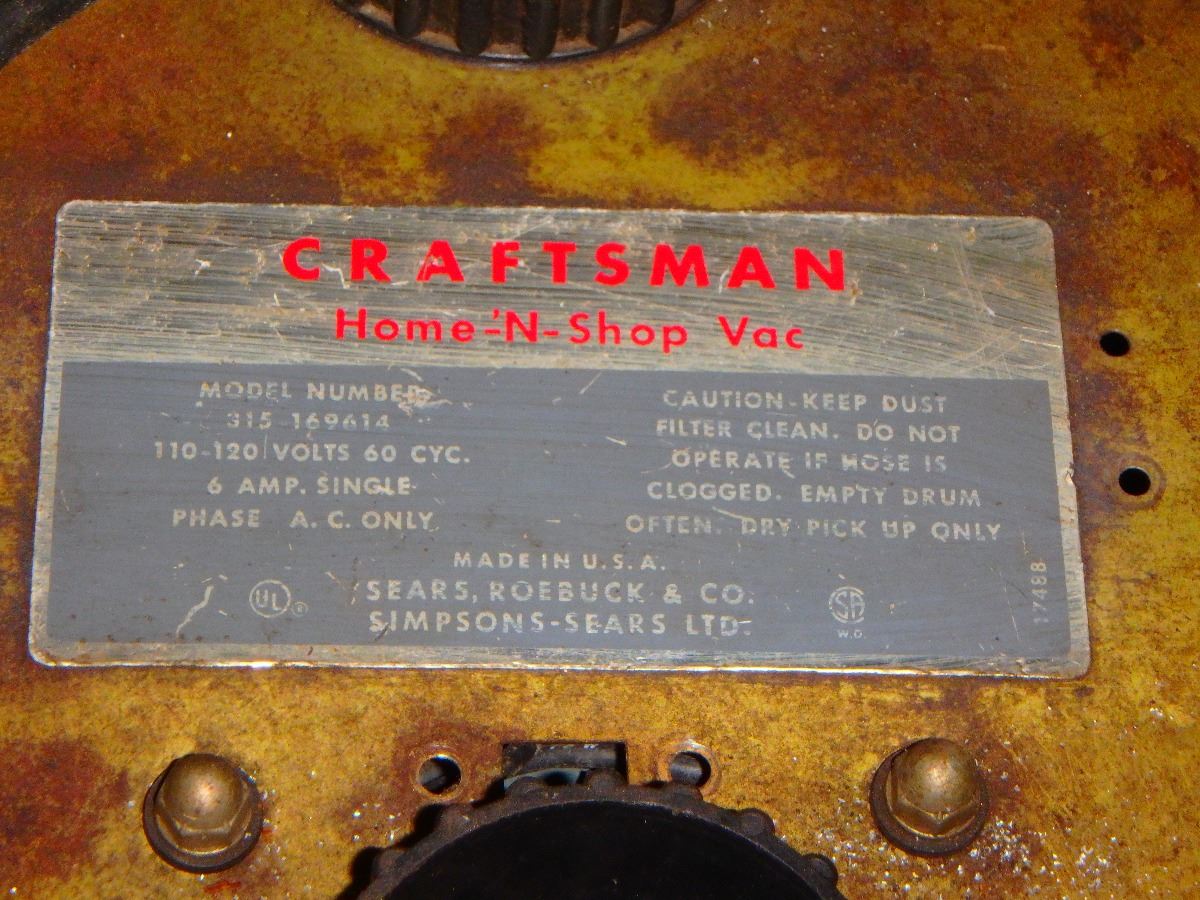 CRAFTSMAN
Home-'N-Shop Vac
MODEL NUMBER
315 169614
110-120 VOLTS 60 CYC.
6 AMP. SINGLE
PHASE A.C. ONLY
CAUTION-KEEP DUST
FILTER CLEAN. DO NOT
OPERATE IF HOSE IS
CLOGGED. EMPTY DRUM
OFTEN. DRY PICK UP ONLY
MADE IN U.S.A.
SEARS, ROEBUCK & CO.
SIMPSONS-SEARS LTD.
UL ®
SA
W.D.
17488